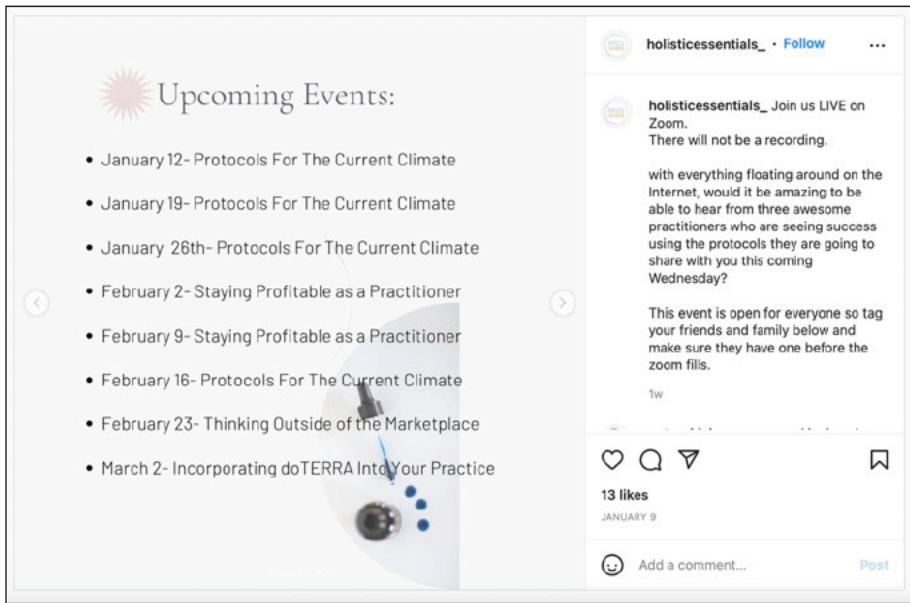 Upcoming Events:
• January 12- Protocols For The Current Climate
• January 19- Protocols For The Current Climate
• January 26th- Protocols For The Current Climate
• February 2- Staying Profitable as a Practitioner
• February 9- Staying Profitable as a Practitioner
• February 16- Protocols For The Current Climate
• February 23- Thinking Outside of the Marketplace
• March 2- Incorporating doTERRA Into Your Practice
holisticessentials_ • Follow
holisticessentials_ Join us LIVE on
Zoom.
There will not be a recording.
with everything floating around on the
Internet, would it be amazing to be
able to hear from three awesome
practitioners who are seeing success
using the protocols they are going to
share with you this coming
Wednesday?
This event is open for everyone so tag
your friends and family below and
make sure they have one before the
zoom fills.
1w
13 likes
JANUARY 9
Add a comment...
Post